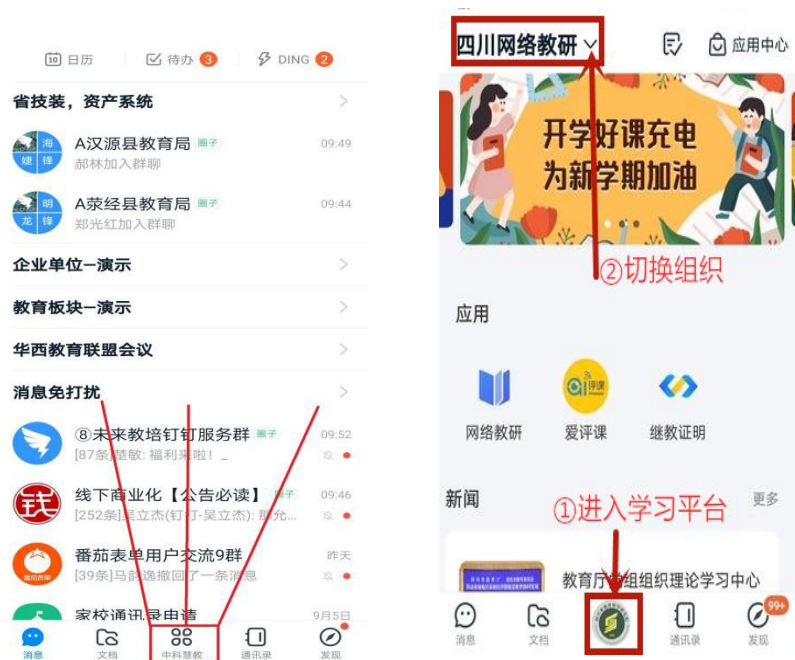 10 日历
待办 3
DING 2
省技装，资产系统
海
婕 锋
A汉源县教育局 圈子
09:49
郝林加入群聊
明
龙 锋
A荥经县教育局 圈子
09:44
郑光红加入群聊
企业单位—演示
教育板块—演示
华西教育联盟会议
消息免打扰
⑧未来教培钉钉服务群 圈子
09:52
[87条]楚敏: 福利来啦！_
线下商业化【公告必读】 圈子
09:46
[252条]吴立杰(钉钉-吴立杰): 那允...
番茄表单用户交流9群
昨天
[39条]马韵逸撤回了一条消息
家校通讯录申请
9月5日
消息
文档
中科慧教
通讯录
发现
四川网络教研
应用中心
开学好课充电
为新学期加油
②切换组织
应用
ai评课
网络教研
爱评课
继教证明
新闻
更多
①进入学习平台
组织理论学习中心
消息
文档
通讯录
99+
发现